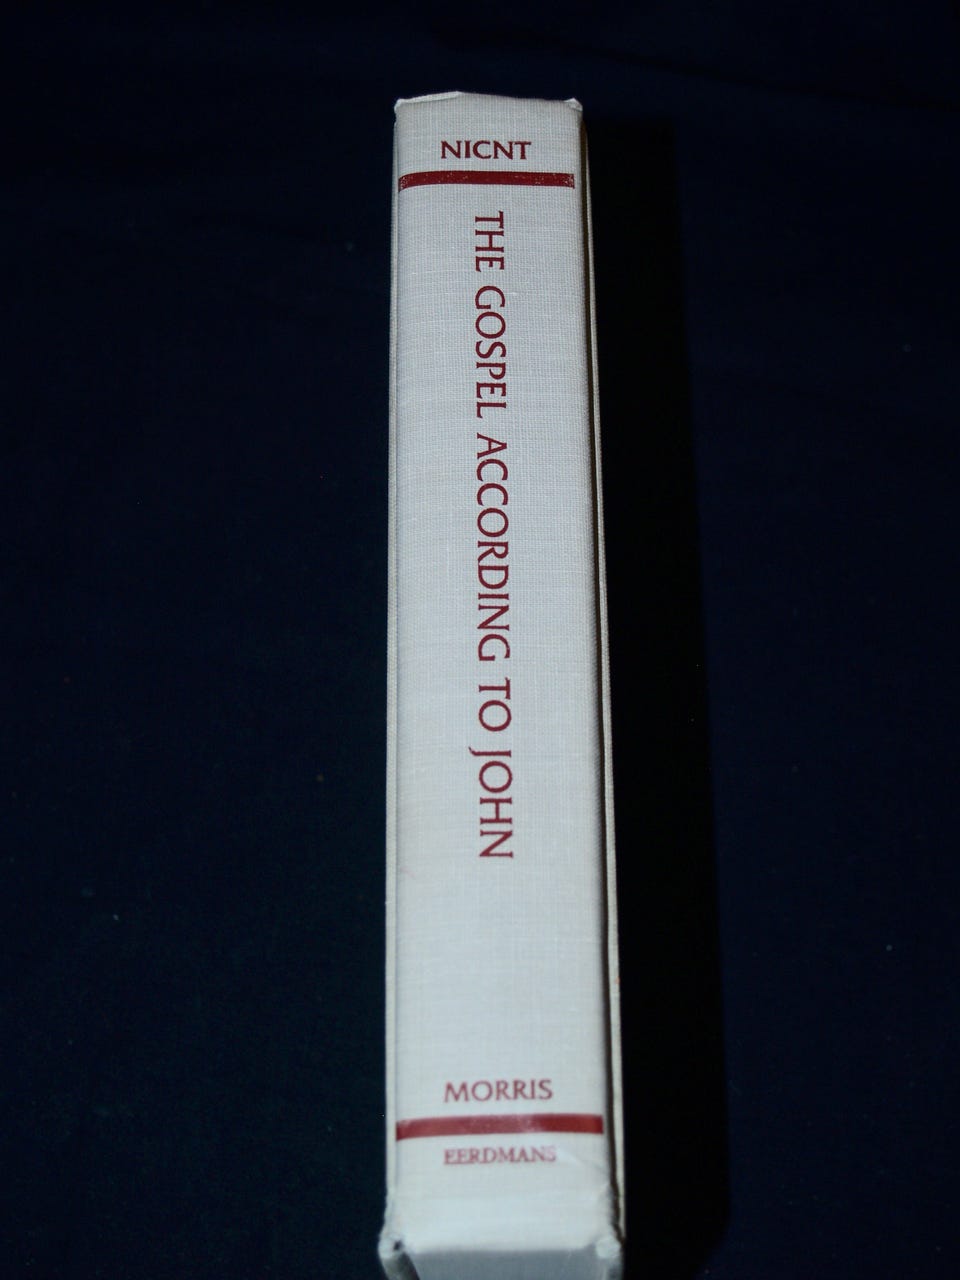 NICNT
THE GOSPEL ACCORDING TO JOHN
MORRIS
EERDMANS